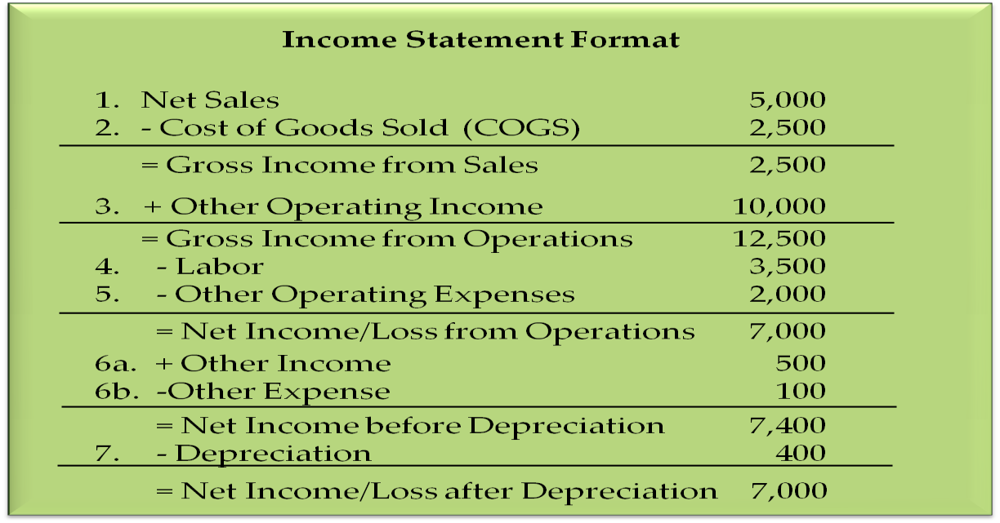 Income Statement Format
1. Net Sales 5,000
2. - Cost of Goods Sold (COGS) 2,500
= Gross Income from Sales 2,500
3. + Other Operating Income 10,000
= Gross Income from Operations 12,500
4. - Labor 3,500
5. - Other Operating Expenses 2,000
= Net Income/Loss from Operations 7,000
6a. + Other Income 500
6b. -Other Expense 100
= Net Income before Depreciation 7,400
7. - Depreciation 400
= Net Income/Loss after Depreciation 7,000